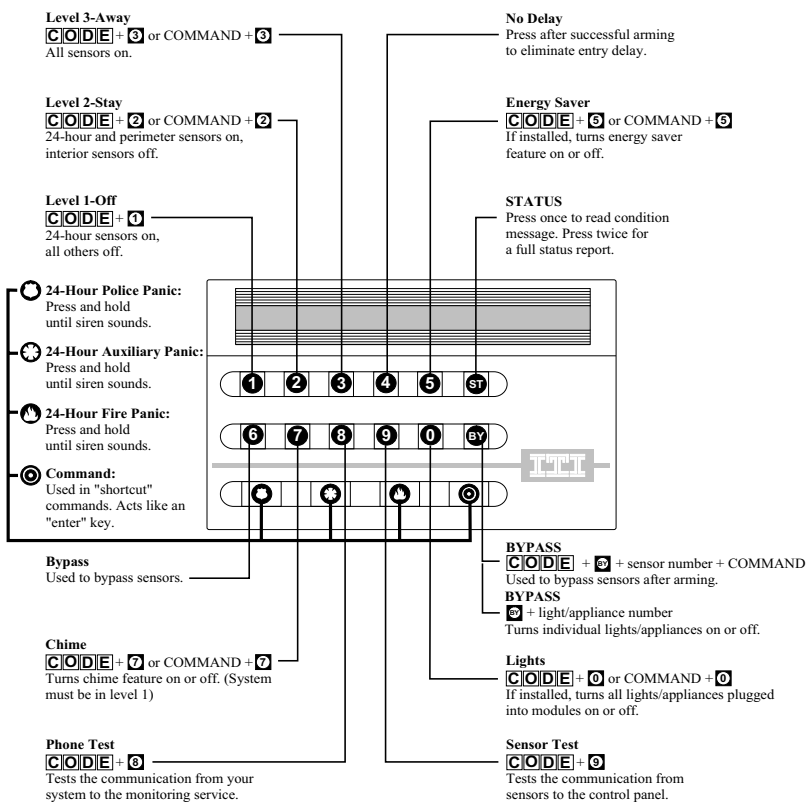 Level 3-Away
CODE + 3 or COMMAND + 3
All sensors on.
Level 2-Stay
CODE + 2 or COMMAND + 2
24-hour and perimeter sensors on,
interior sensors off.
Level 1-Off
CODE + 1
24-hour sensors on,
all others off.
24-Hour Police Panic:
Press and hold
until siren sounds.
24-Hour Auxiliary Panic:
Press and hold
until siren sounds.
24-Hour Fire Panic:
Press and hold
until siren sounds.
Command:
Used in "shortcut"
commands. Acts like an
"enter" key.
No Delay
Press after successful arming
to eliminate entry delay.
Energy Saver
CODE + 5 or COMMAND + 5
If installed, turns energy saver
feature on or off.
STATUS
Press once to read condition
message. Press twice for
a full status report.
1 2 3 4 5 ST
6 7 8 9 0 BY
ITI
Bypass
Used to bypass sensors.
Chime
CODE + 7 or COMMAND + 7
Turns chime feature on or off. (System
must be in level 1)
Phone Test
CODE + 8
Tests the communication from your
system to the monitoring service.
BYPASS
CODE + BY + sensor number + COMMAND
Used to bypass sensors after arming.
BYPASS
BY + light/appliance number
Turns individual lights/appliances on or off.
Lights
CODE + 0 or COMMAND + 0
If installed, turns all lights/appliances plugged
into modules on or off.
Sensor Test
CODE + 9
Tests the communication from
sensors to the control panel.